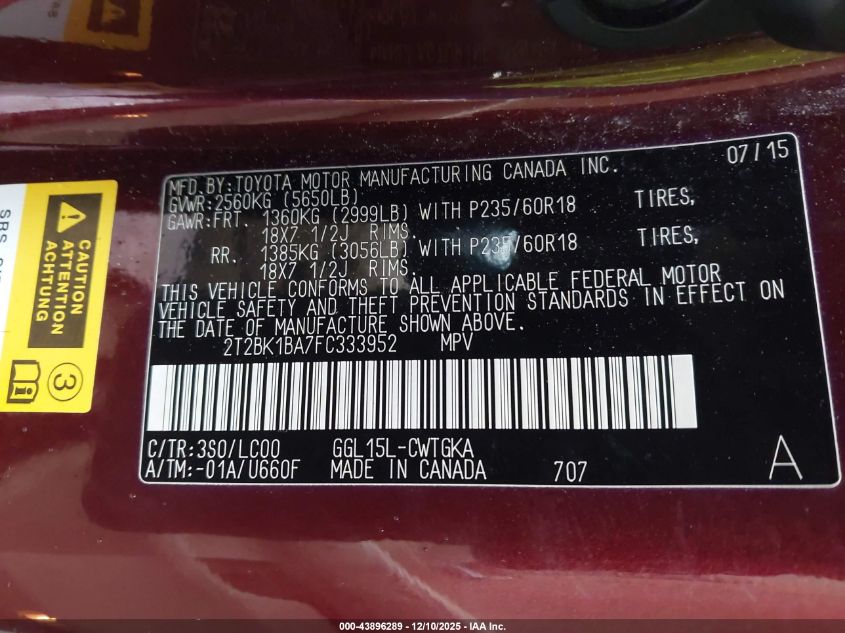 07/15
MFD.BY:TOYOTA MOTOR MANUFACTURING CANADA INC.
GVWR:2560KG (5650LB)
GAWR:FRT. 1360KG (2999LB) WITH P235/60R18 TIRES,
18X7 1/2J RIMS.
RR. 1385KG (3056LB) WITH P235/60R18 TIRES,
18X7 1/2J RIMS.
THIS VEHICLE CONFORMS TO ALL APPLICABLE FEDERAL MOTOR
VEHICLE SAFETY AND THEFT PREVENTION STANDARDS IN EFFECT ON
THE DATE OF MANUFACTURE SHOWN ABOVE.
2T2BK1BA7FC333952 MPV
C/TR:3S0/LC00 GGL15L-CWTGKA
A/TM:-01A/U660F MADE IN CANADA 707 A
CAUTION
ATTENTION
ACHTUNG
3
SRS
000-43896289 - 12/10/2025 - IAA Inc.